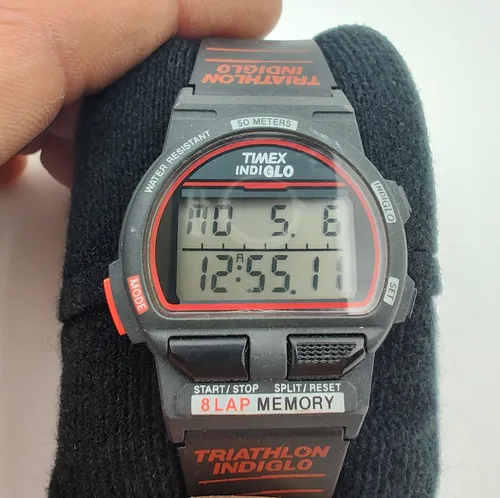 TRIATHLON
INDIGLO
50 METERS
WATER RESISTANT
TIMEX
INDIGLO
INDIGLO
MO 5. 6
A
12:55.11
MODE
SET
START/STOP SPLIT/RESET
8 LAP MEMORY
TRIATHLON
INDIGLO